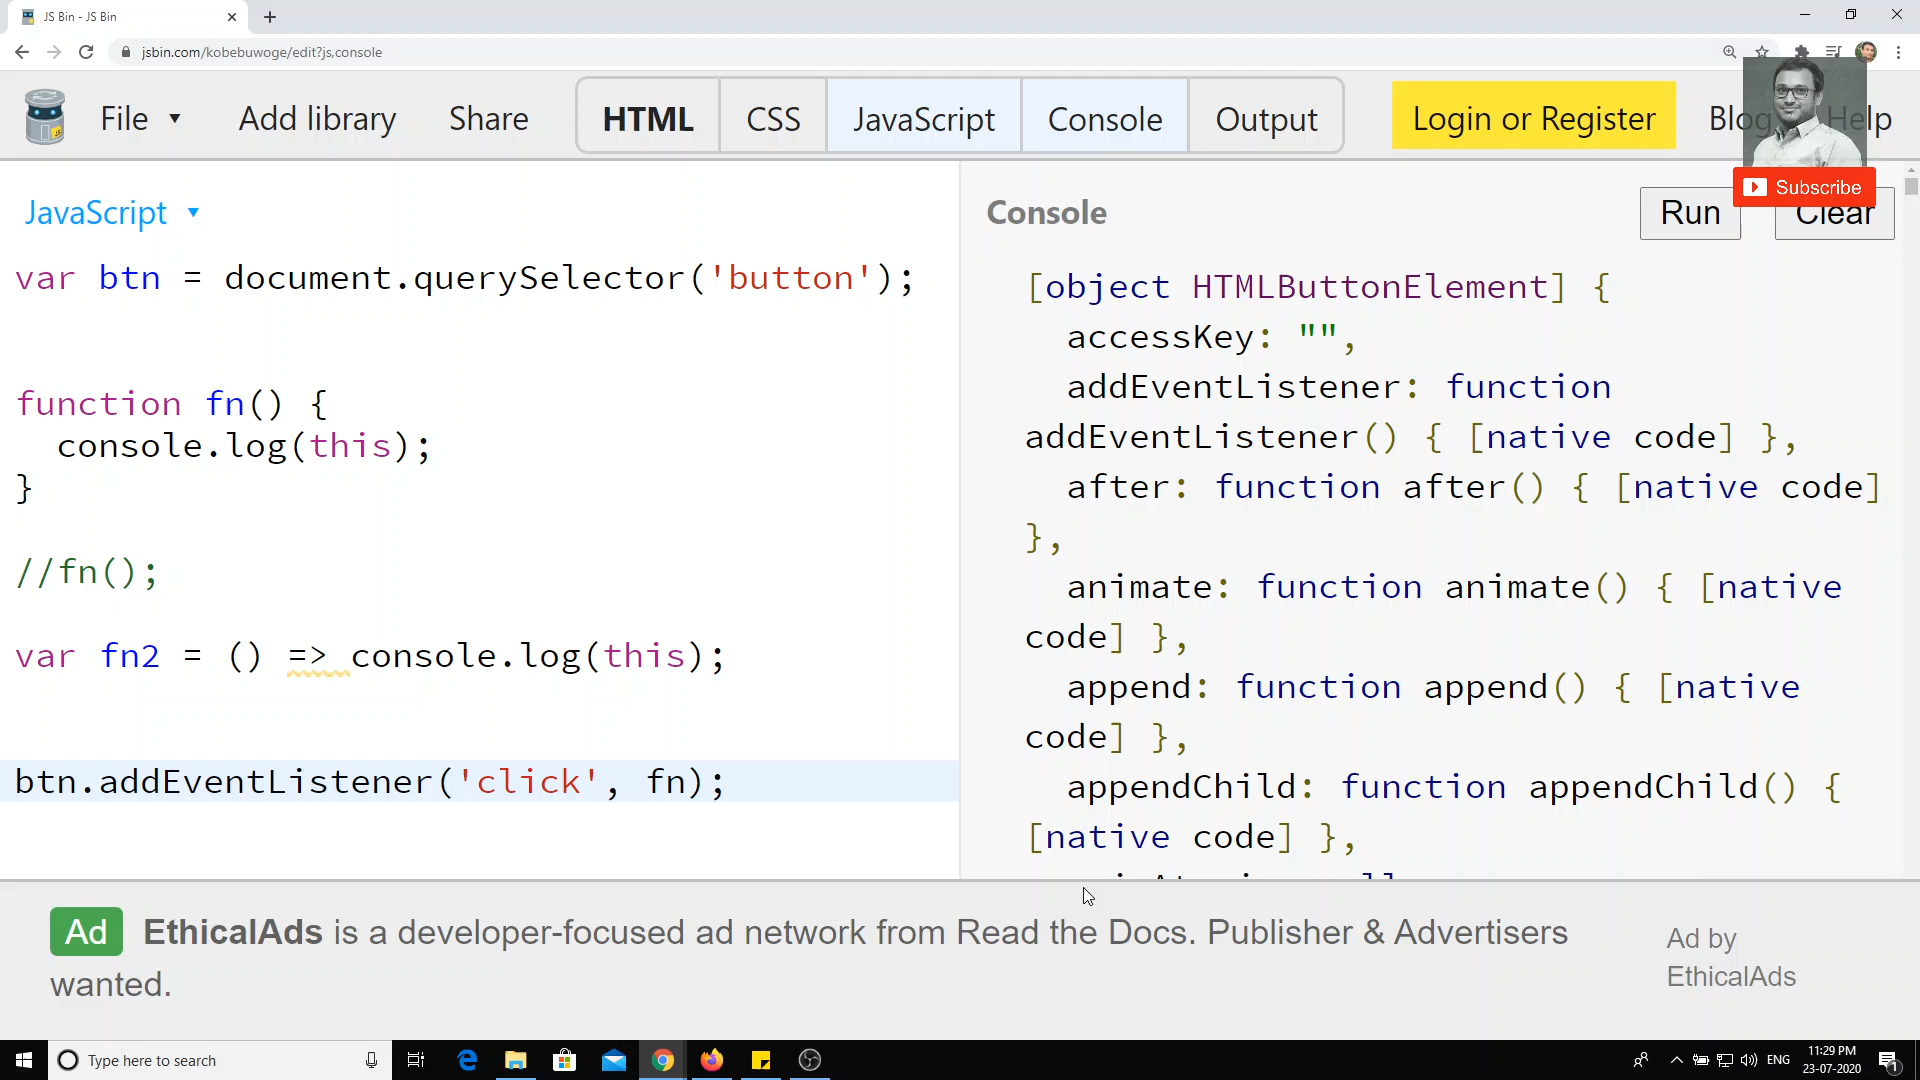 JS Bin - JS Bin
jsbin.com/kobebuwoge/edit?js,console
File ▼ Add library Share HTML CSS JavaScript Console Output Login or Register Blog Help
Subscribe
JavaScript ▼
var btn = document.querySelector('button');
function fn() {
console.log(this);
}
//fn();
var fn2 = () => console.log(this);
btn.addEventListener('click', fn);
Console
Run Clear
[object HTMLButtonElement] {
accessKey: "",
addEventListener: function
addEventListener() { [native code] },
after: function after() { [native code]
},
animate: function animate() { [native
code] },
append: function append() { [native
code] },
appendChild: function appendChild() {
[native code] },
Ad EthicalAds is a developer-focused ad network from Read the Docs. Publisher & Advertisers
wanted.
Ad by
EthicalAds
Type here to search
ENG
11:29 PM
23-07-2020
1